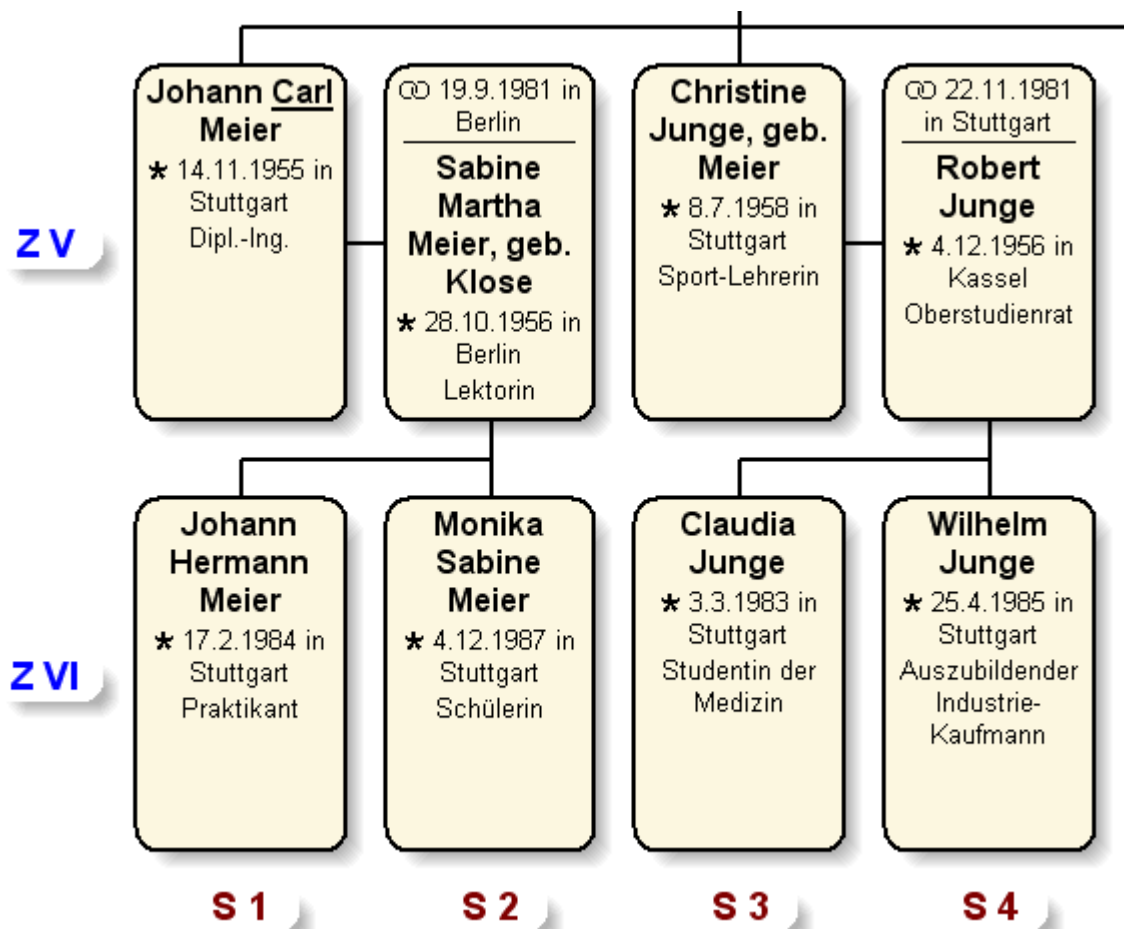 Johann Carl
Meier
★ 14.11.1955 in
Stuttgart
Dipl.-Ing.
⚭ 19.9.1981 in
Berlin
Sabine
Martha
Meier, geb.
Klose
★ 28.10.1956 in
Berlin
Lektorin
Christine
Junge, geb.
Meier
★ 8.7.1958 in
Stuttgart
Sport-Lehrerin
⚭ 22.11.1981
in Stuttgart
Robert
Junge
★ 4.12.1956 in
Kassel
Oberstudienrat
Z V
Johann
Hermann
Meier
★ 17.2.1984 in
Stuttgart
Praktikant
Monika
Sabine
Meier
★ 4.12.1987 in
Stuttgart
Schülerin
Claudia
Junge
★ 3.3.1983 in
Stuttgart
Studentin der
Medizin
Wilhelm
Junge
★ 25.4.1985 in
Stuttgart
Auszubildender
Industrie-
Kaufmann
Z VI
S 1
S 2
S 3
S 4